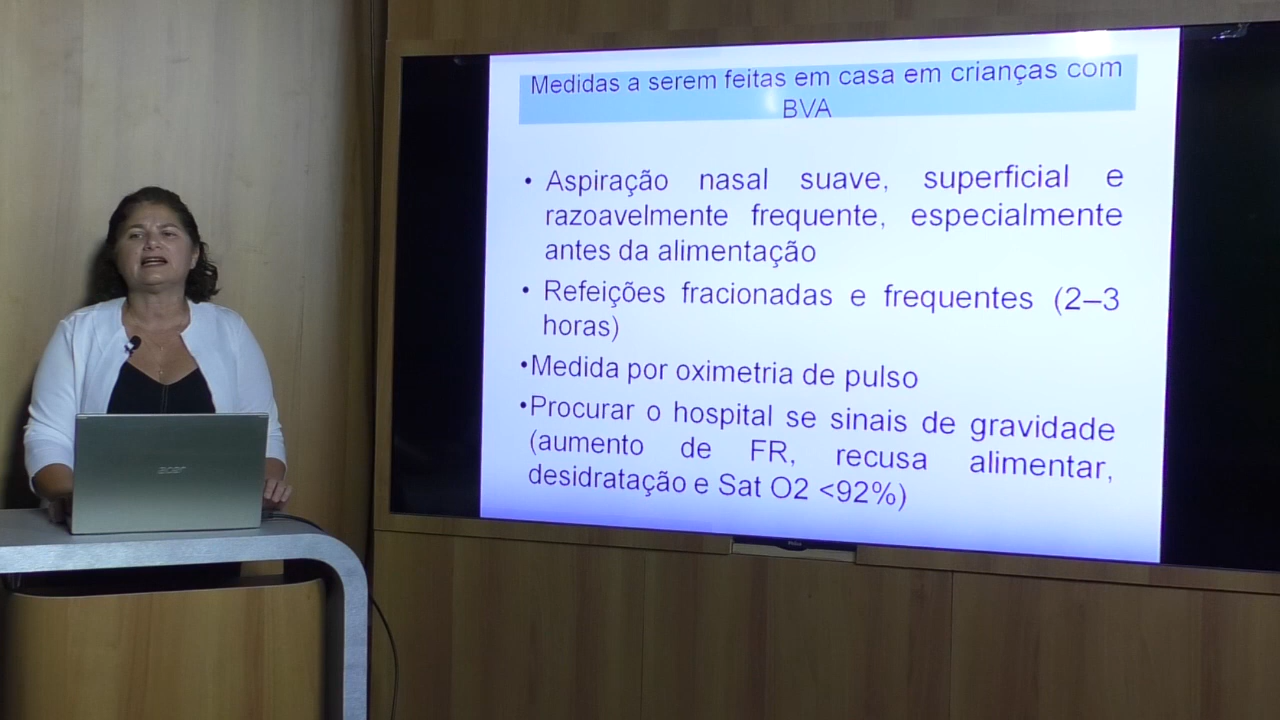 Medidas a serem feitas em casa em crianças com
BVA
• Aspiração nasal suave, superficial e
razoavelmente frequente, especialmente
antes da alimentação
• Refeições fracionadas e frequentes (2–3
horas)
•Medida por oximetria de pulso
•Procurar o hospital se sinais de gravidade
(aumento de FR, recusa alimentar,
desidratação e Sat O2 <92%)
acer